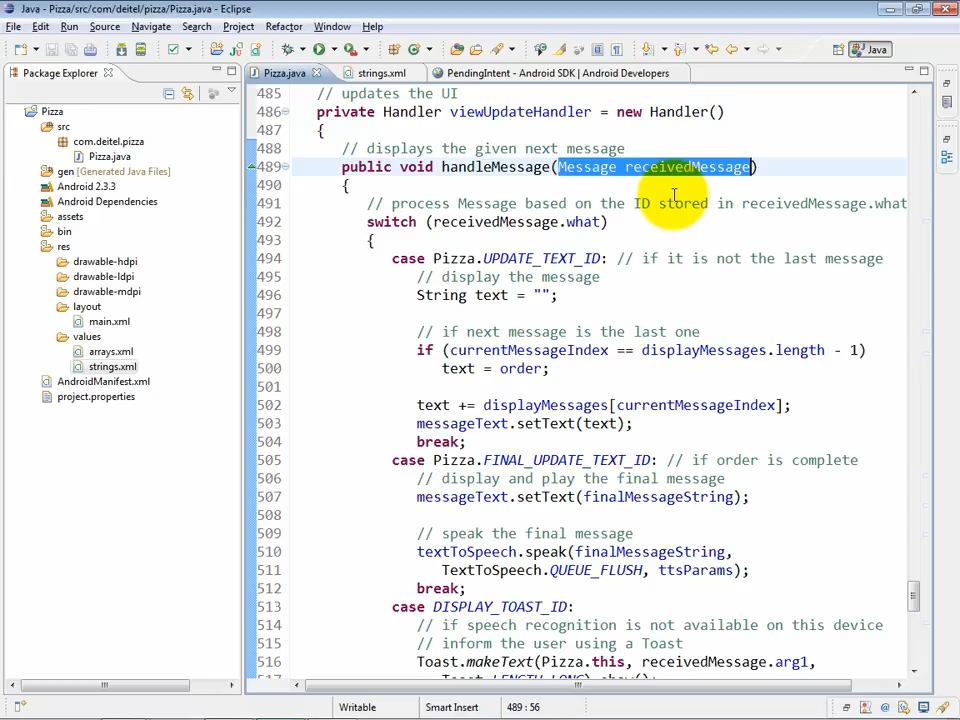 Java - Pizza/src/com/deitel/pizza/Pizza.java - Eclipse
File Edit Run Source Navigate Search Project Refactor Window Help
Java
Package Explorer
Pizza.java
strings.xml
PendingIntent - Android SDK | Android Developers
Pizza
src
com.deitel.pizza
Pizza.java
gen [Generated Java Files]
Android 2.3.3
Android Dependencies
assets
bin
res
drawable-hdpi
drawable-ldpi
drawable-mdpi
layout
main.xml
values
arrays.xml
strings.xml
AndroidManifest.xml
project.properties
485 // updates the UI
486 private Handler viewUpdateHandler = new Handler()
487 {
488 // displays the given next message
489 public void handleMessage(Message receivedMessage)
490 {
491 // process Message based on the ID stored in receivedMessage.what
492 switch (receivedMessage.what)
493 {
494 case Pizza.UPDATE_TEXT_ID: // if it is not the last message
495 // display the message
496 String text = "";
497
498 // if next message is the last one
499 if (currentMessageIndex == displayMessages.length - 1)
500 text = order;
501
502 text += displayMessages[currentMessageIndex];
503 messageText.setText(text);
504 break;
505 case Pizza.FINAL_UPDATE_TEXT_ID: // if order is complete
506 // display and play the final message
507 messageText.setText(finalMessageString);
508
509 // speak the final message
510 textToSpeech.speak(finalMessageString,
511 TextToSpeech.QUEUE_FLUSH, ttsParams);
512 break;
513 case DISPLAY_TOAST_ID:
514 // if speech recognition is not available on this device
515 // inform the user using a Toast
516 Toast.makeText(Pizza.this, receivedMessage.arg1,
Writable Smart Insert 489 : 56